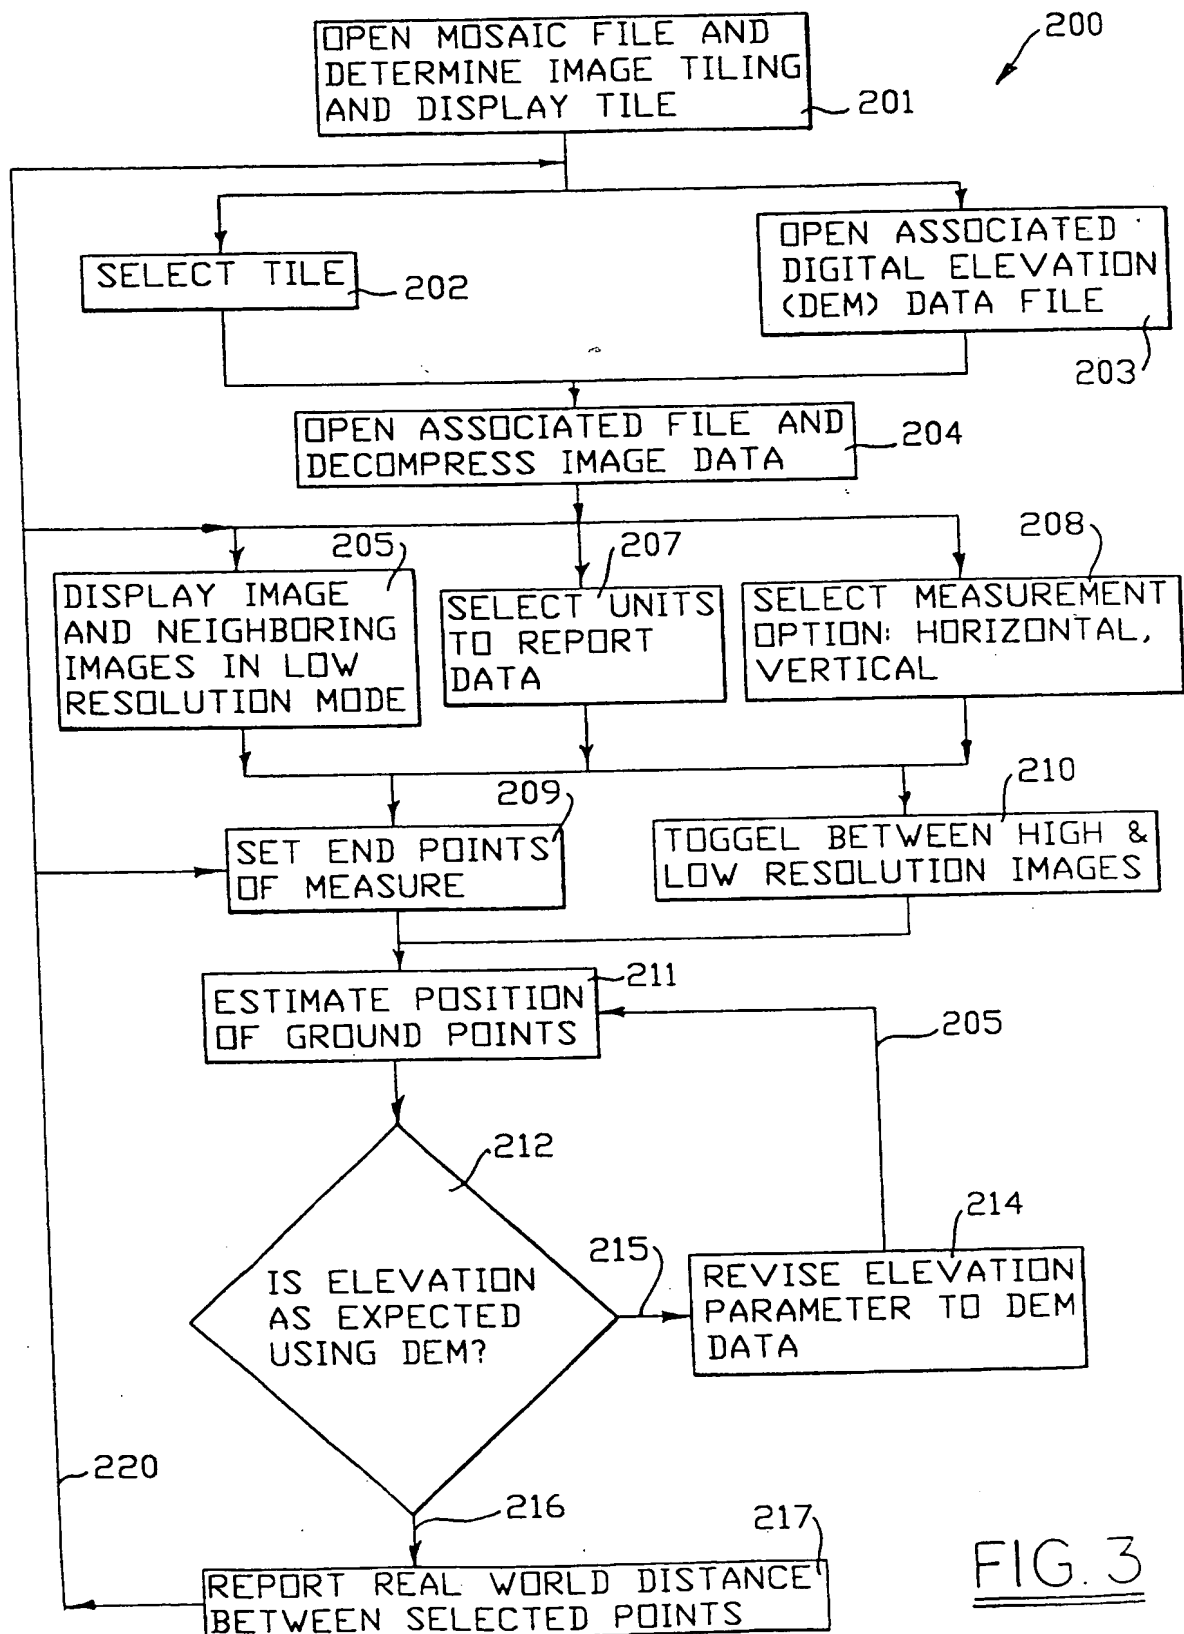 200
OPEN MOSAIC FILE AND
DETERMINE IMAGE TILING
AND DISPLAY TILE
201
SELECT TILE
202
OPEN ASSOCIATED
DIGITAL ELEVATION
(DEM) DATA FILE
203
OPEN ASSOCIATED FILE AND
DECOMPRESS IMAGE DATA
204
205
DISPLAY IMAGE
AND NEIGHBORING
IMAGES IN LOW
RESOLUTION MODE
207
SELECT UNITS
TO REPORT
DATA
208
SELECT MEASUREMENT
OPTION: HORIZONTAL,
VERTICAL
209
SET END POINTS
OF MEASURE
210
TOGGEL BETWEEN HIGH &
LOW RESOLUTION IMAGES
211
ESTIMATE POSITION
OF GROUND POINTS
205
212
IS ELEVATION
AS EXPECTED
USING DEM?
215
214
REVISE ELEVATION
PARAMETER TO DEM
DATA
220
216
217
REPORT REAL WORLD DISTANCE
BETWEEN SELECTED POINTS
FIG. 3